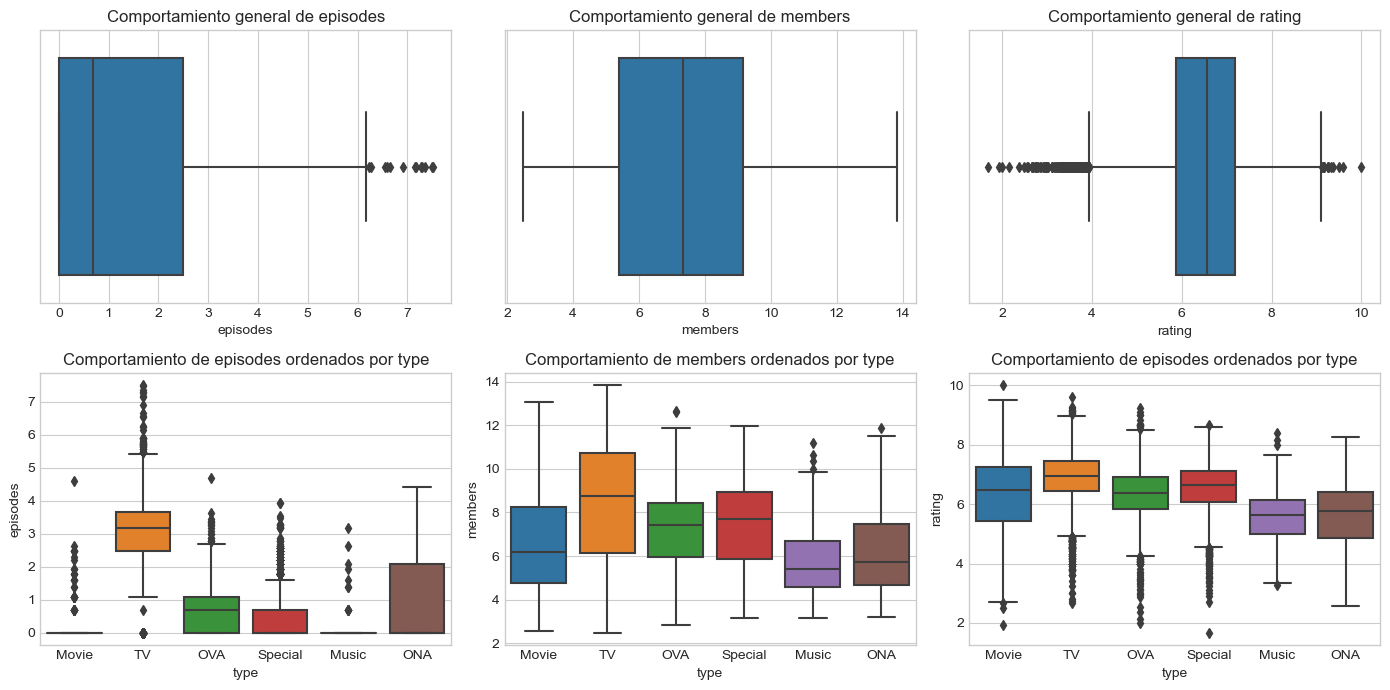 Comportamiento general de episodes
0 1 2 3 4 5 6 7
episodes
Comportamiento general de members
2 4 6 8 10 12 14
members
Comportamiento general de rating
2 4 6 8 10
rating
Comportamiento de episodes ordenados por type
episodes
7
6
5
4
3
2
1
0
Movie TV OVA Special Music ONA
type
Comportamiento de members ordenados por type
members
14
12
10
8
6
4
2
Movie TV OVA Special Music ONA
type
Comportamiento de episodes ordenados por type
rating
10
8
6
4
2
Movie TV OVA Special Music ONA
type